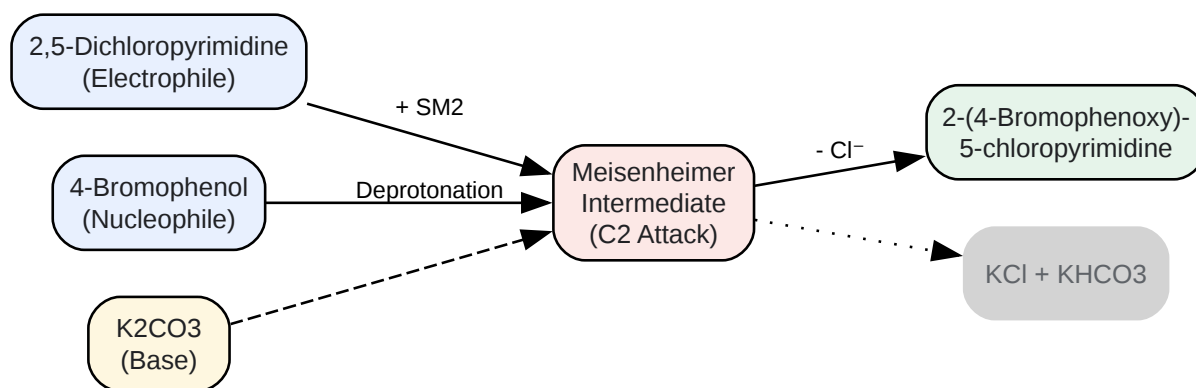 2,5-Dichloropyrimidine
(Electrophile)
+ SM2
4-Bromophenol
(Nucleophile)
Deprotonation
K2CO3
(Base)
Meisenheimer
Intermediate
(C2 Attack)
- Cl⁻
2-(4-Bromophenoxy)-
5-chloropyrimidine
KCl + KHCO3